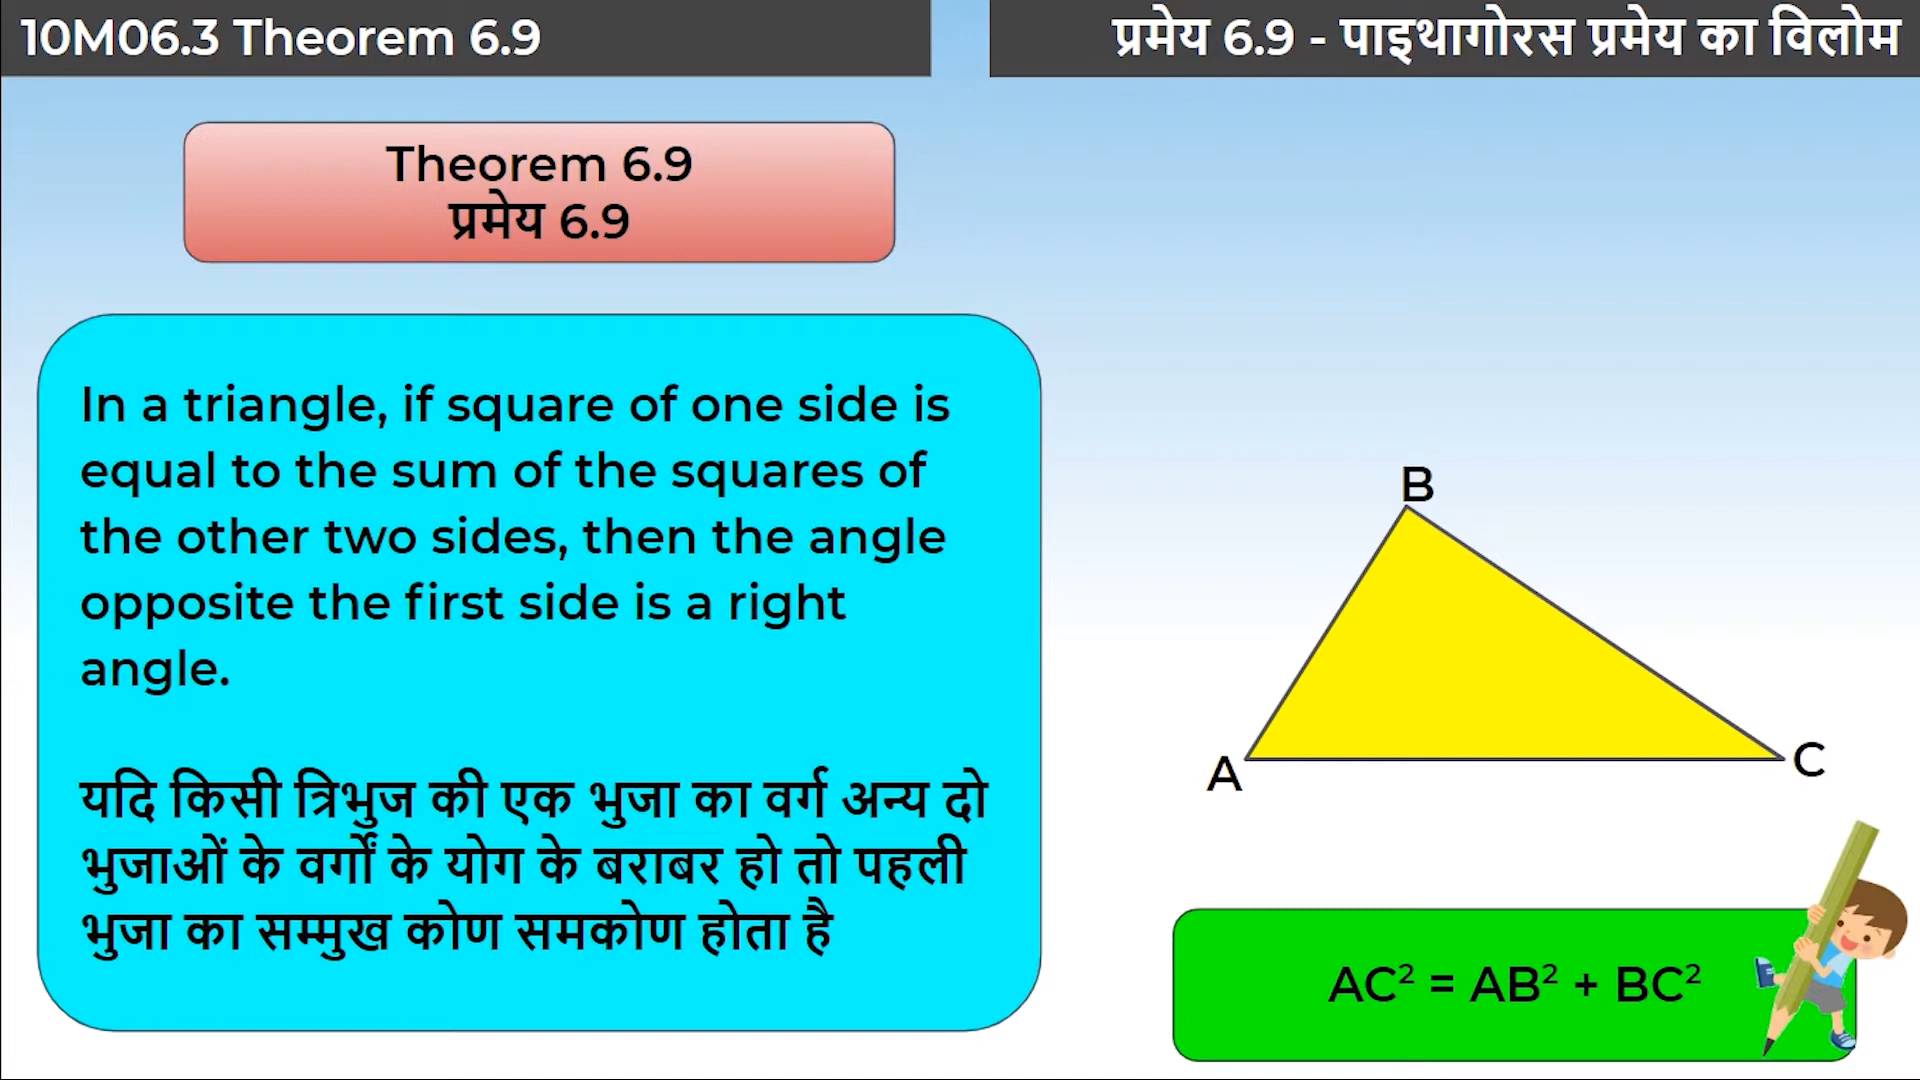 10M06.3 Theorem 6.9
प्रमेय 6.9 - पाइथागोरस प्रमेय का विलोम
Theorem 6.9
प्रमेय 6.9
In a triangle, if square of one side is
equal to the sum of the squares of
the other two sides, then the angle
opposite the first side is a right
angle.
यदि किसी त्रिभुज की एक भुजा का वर्ग अन्य दो
भुजाओं के वर्गों के योग के बराबर हो तो पहली
भुजा का सम्मुख कोण समकोण होता है
B
A
C
AC² = AB² + BC²